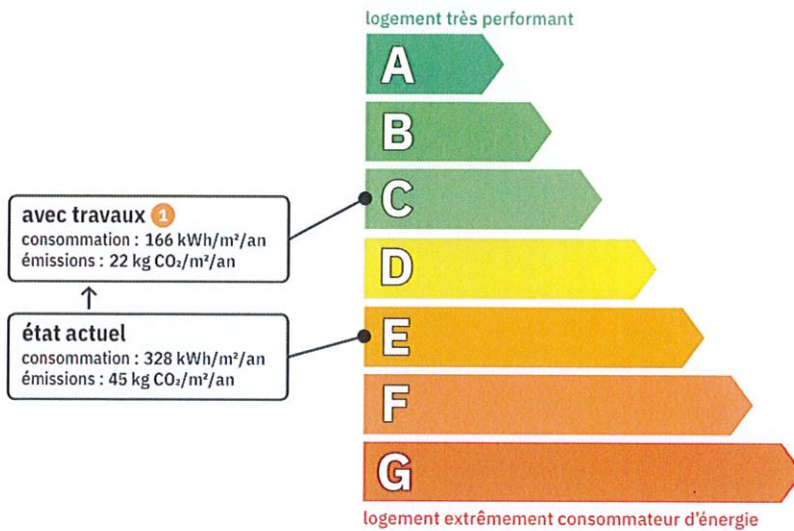 logement très performant
A
B
C
avec travaux 1
consommation : 166 kWh/m²/an
émissions : 22 kg CO₂/m²/an
D
état actuel
consommation : 328 kWh/m²/an
émissions : 45 kg CO₂/m²/an
E
F
G
logement extrêmement consommateur d'énergie